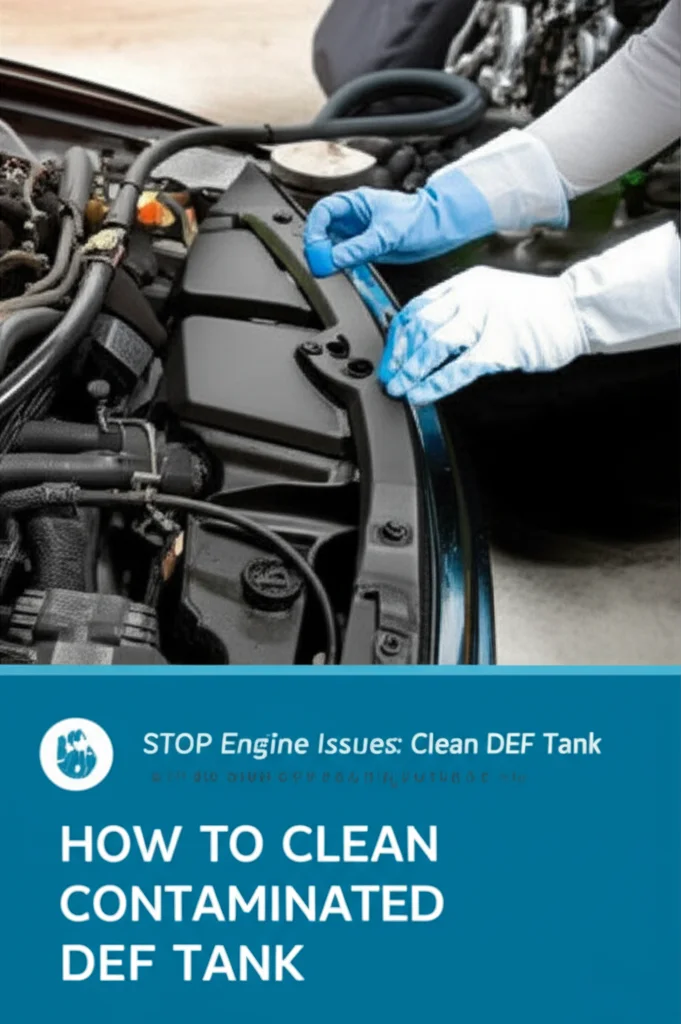 STOP Engine Issues: Clean DEF Tank
HOW TO CLEAN
CONTAMINATED
DEF TANK